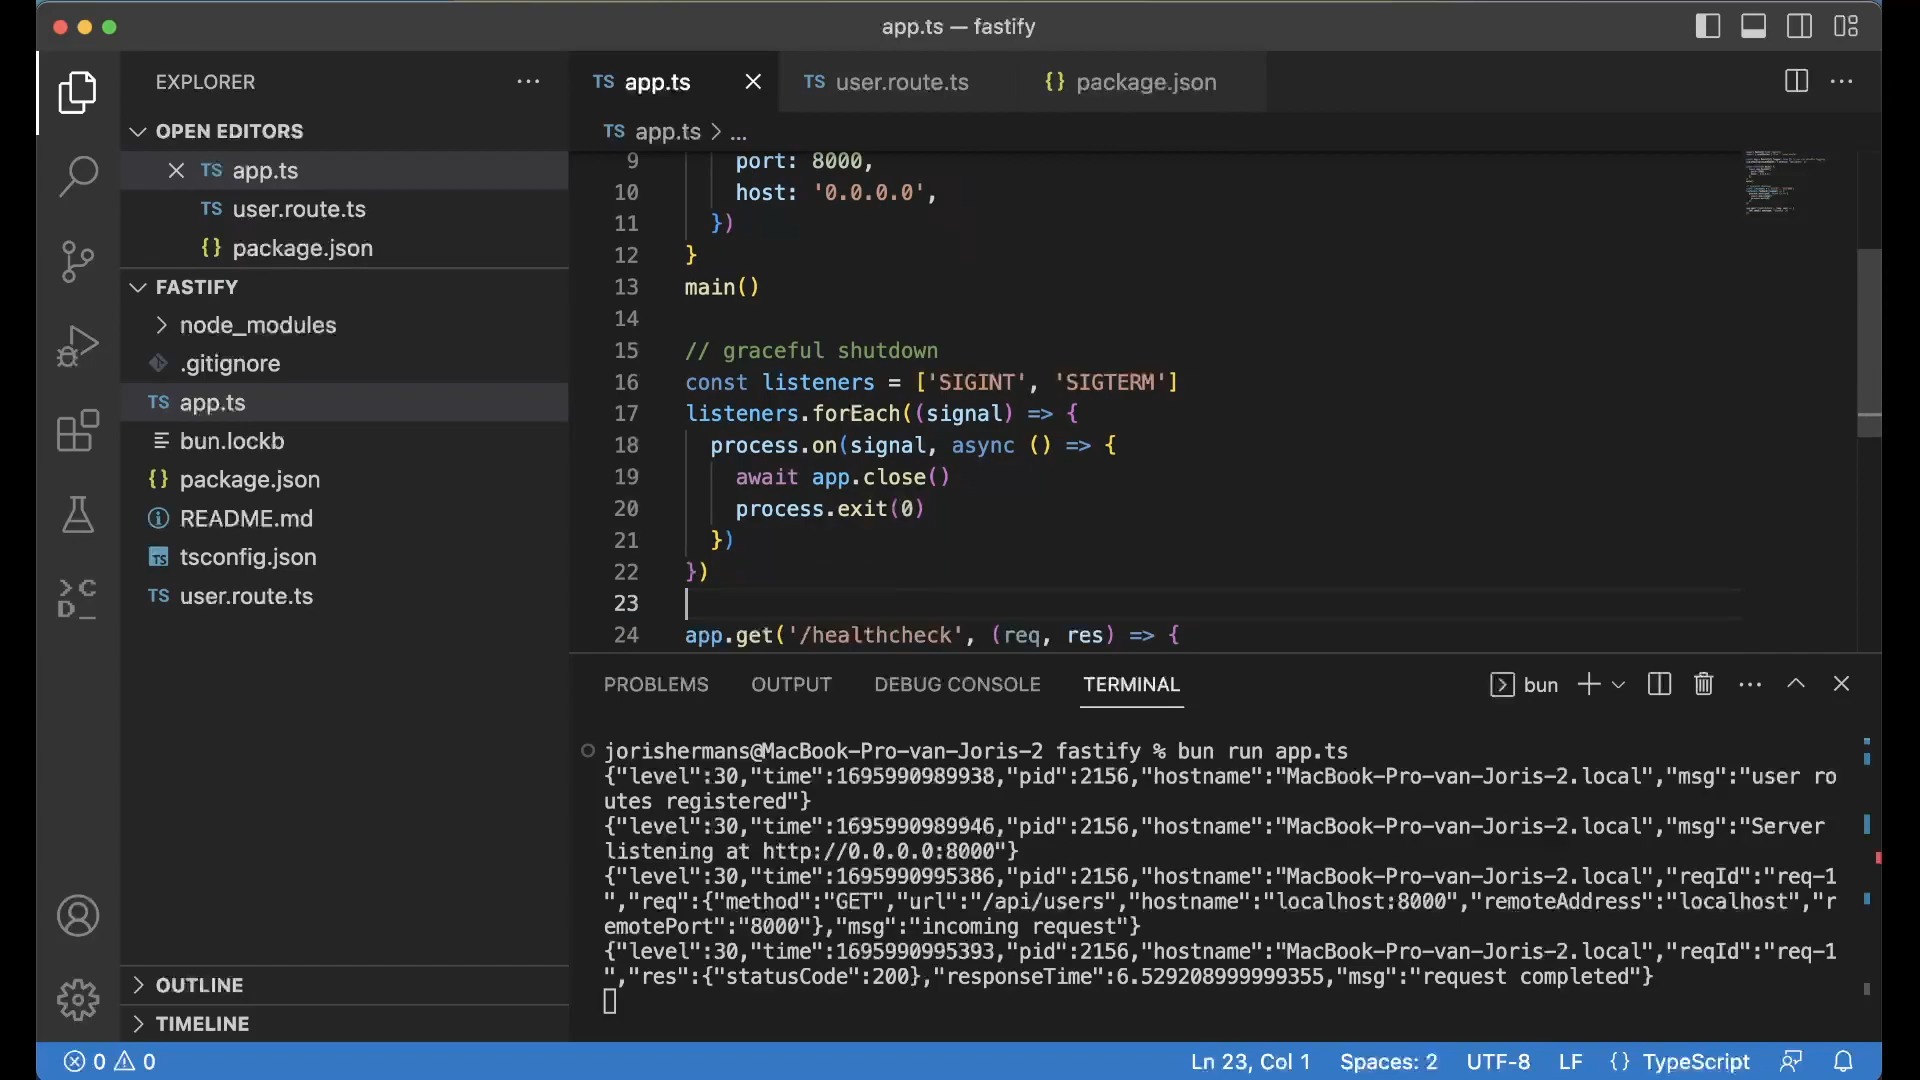 app.ts — fastify
EXPLORER
OPEN EDITORS
TS app.ts
TS user.route.ts
{} package.json
FASTIFY
node_modules
.gitignore
TS app.ts
bun.lockb
{} package.json
README.md
TS tsconfig.json
TS user.route.ts
OUTLINE
TIMELINE
TS app.ts
TS user.route.ts
{} package.json
TS app.ts > ...
9 port: 8000,
10 host: '0.0.0.0',
11 })
12 }
13 main()
14
15 // graceful shutdown
16 const listeners = ['SIGINT', 'SIGTERM']
17 listeners.forEach((signal) => {
18 process.on(signal, async () => {
19 await app.close()
20 process.exit(0)
21 })
22 })
23
24 app.get('/healthcheck', (req, res) => {
PROBLEMS OUTPUT DEBUG CONSOLE TERMINAL
bun
jorishermans@MacBook-Pro-van-Joris-2 fastify % bun run app.ts
{"level":30,"time":1695990989938,"pid":2156,"hostname":"MacBook-Pro-van-Joris-2.local","msg":"user ro
utes registered"}
{"level":30,"time":1695990989946,"pid":2156,"hostname":"MacBook-Pro-van-Joris-2.local","msg":"Server
listening at http://0.0.0.0:8000"}
{"level":30,"time":1695990995386,"pid":2156,"hostname":"MacBook-Pro-van-Joris-2.local","reqId":"req-1
","req":{"method":"GET","url":"/api/users","hostname":"localhost:8000","remoteAddress":"localhost","r
emotePort":"8000"},"msg":"incoming request"}
{"level":30,"time":1695990995393,"pid":2156,"hostname":"MacBook-Pro-van-Joris-2.local","reqId":"req-1
","res":{"statusCode":200},"responseTime":6.529208999999355,"msg":"request completed"}
0 0
Ln 23, Col 1 Spaces: 2 UTF-8 LF {} TypeScript